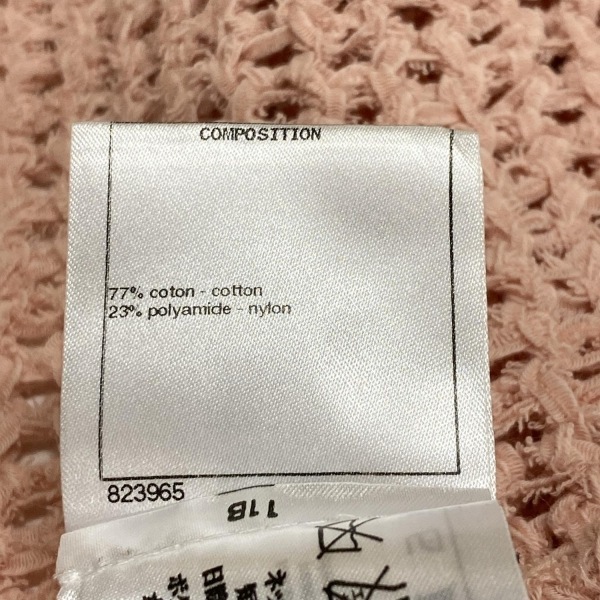 COMPOSITION
77% coton - cotton
23% polyamide - nylon
823965
11B